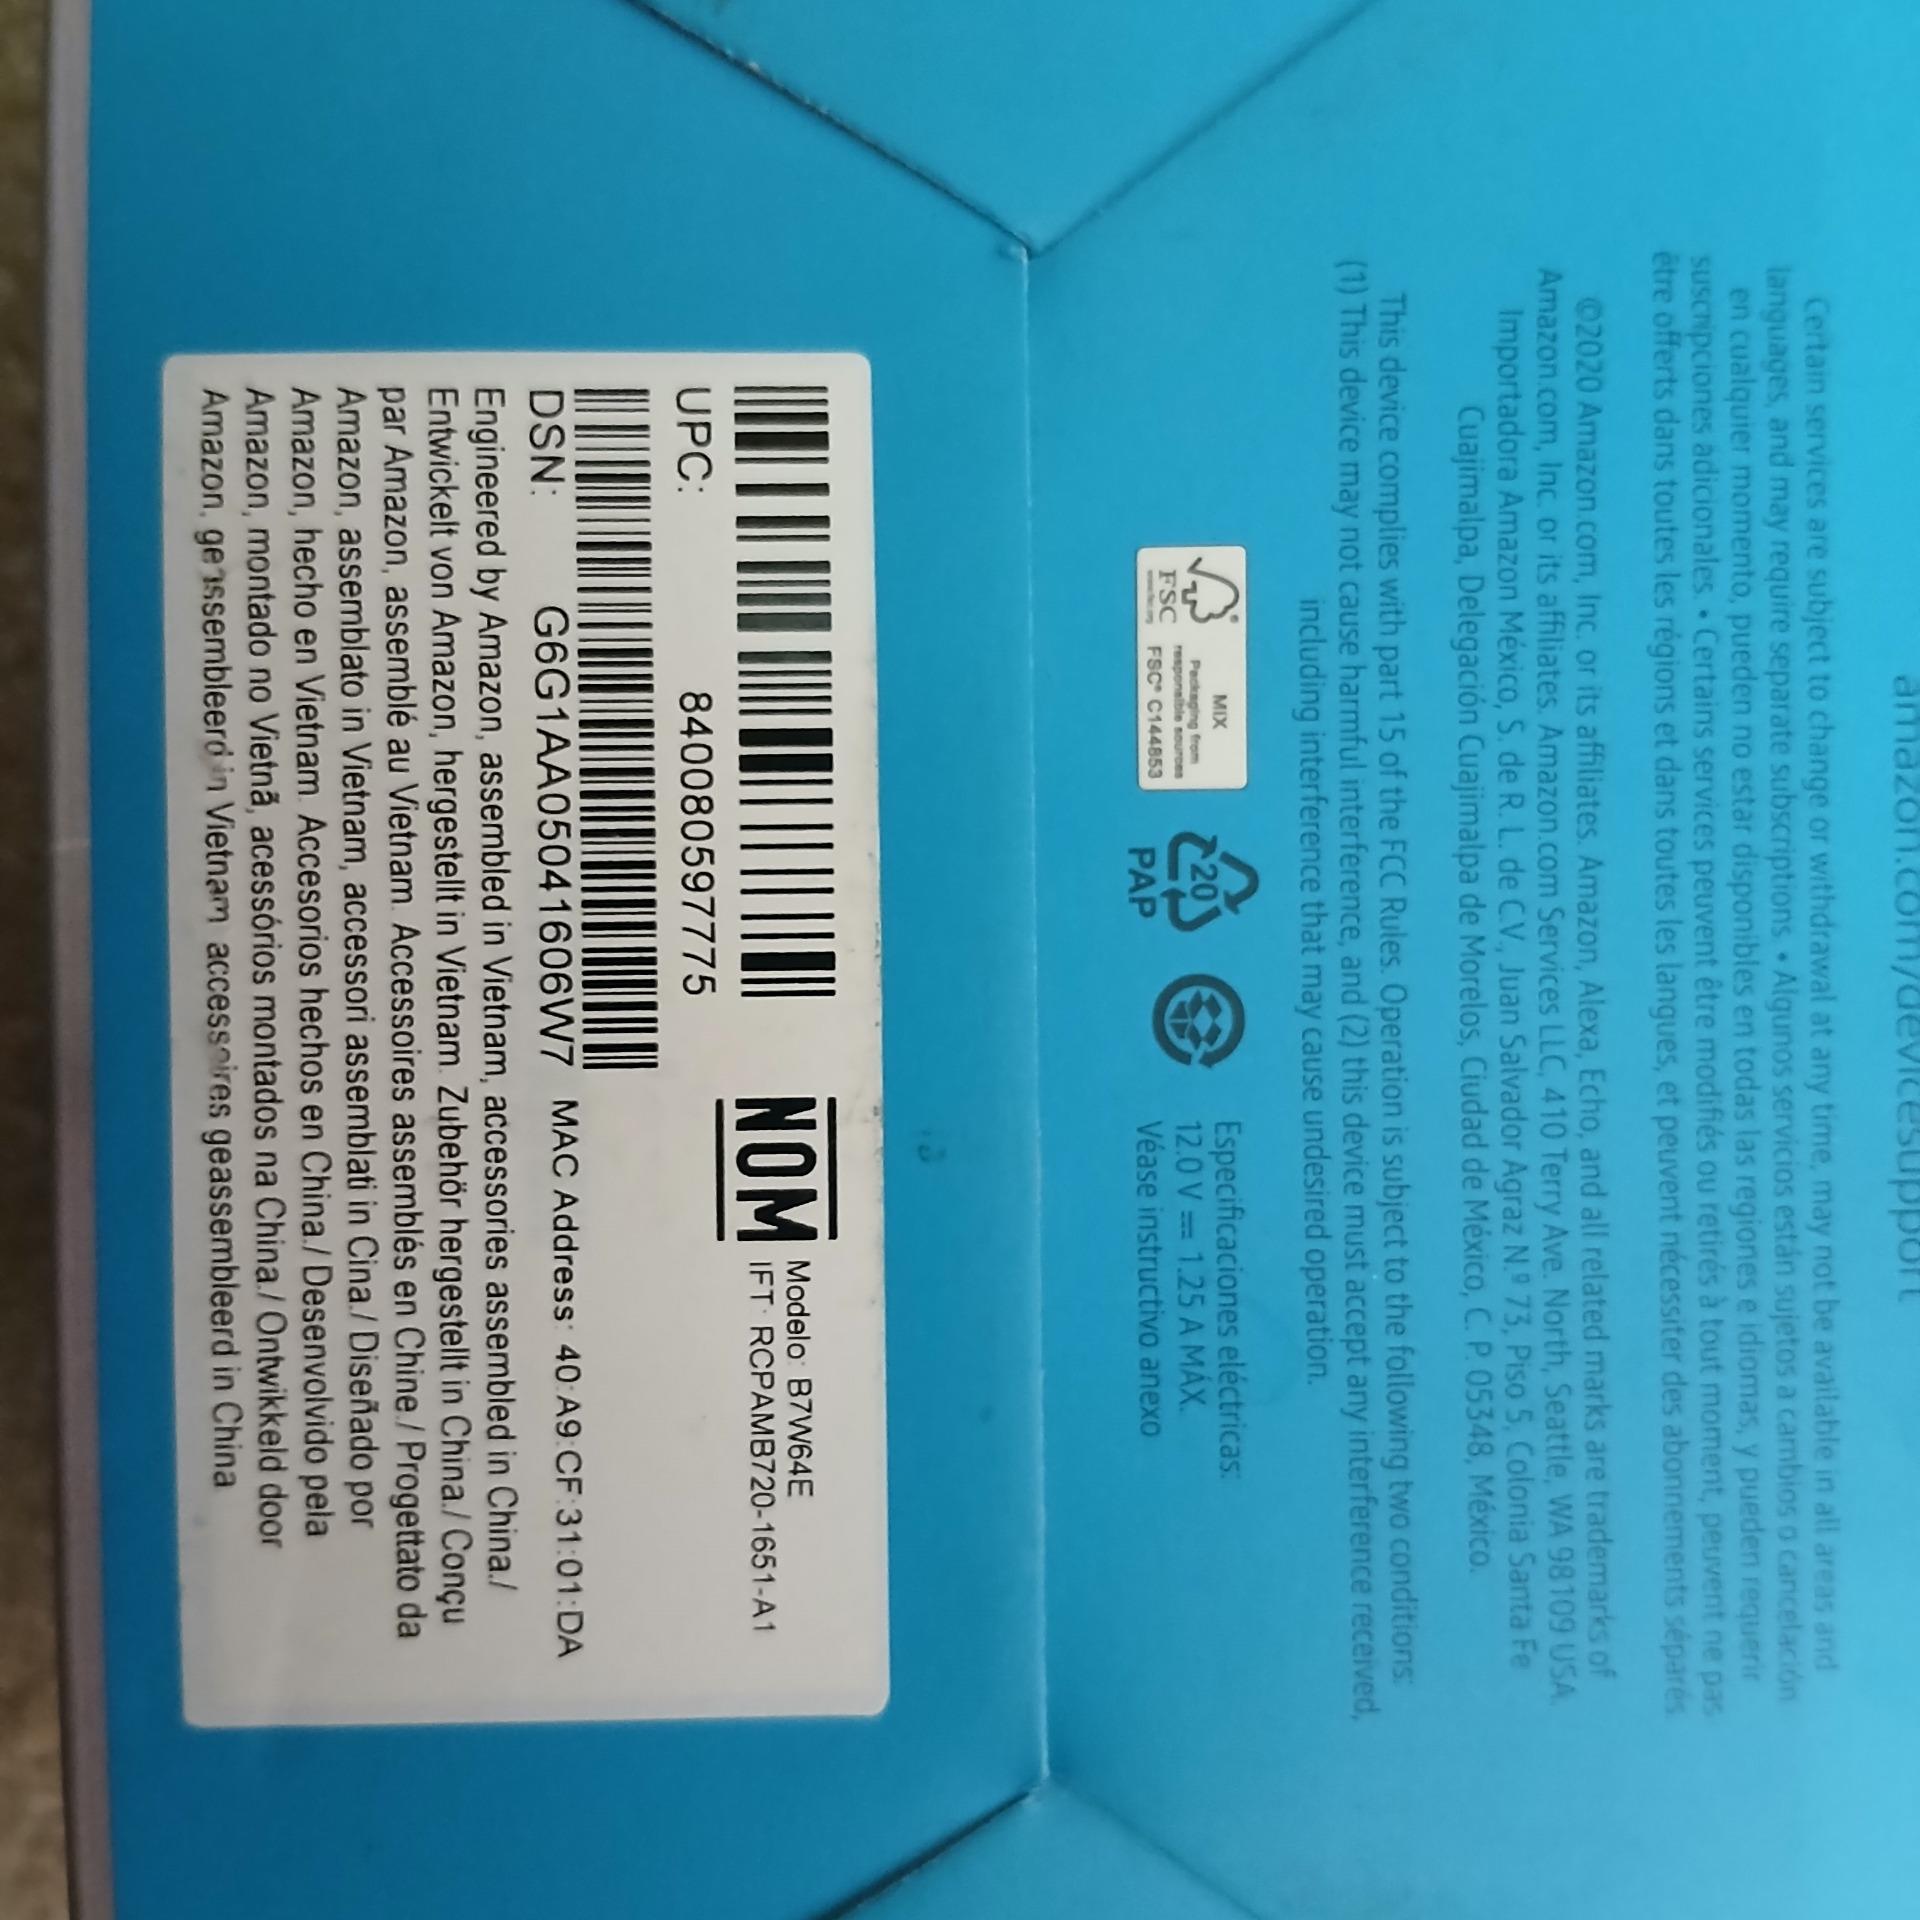 amazon.com/devicesupport
Certain services are subject to change or withdrawal at any time, may not be available in all areas and
languages, and may require separate subscriptions. • Algunos servicios están sujetos a cambios o cancelación
en cualquier momento, pueden no estar disponibles en todas las regiones e idiomas, y pueden requerir
suscripciones adicionales. • Certains services peuvent être modifiés ou retirés à tout moment, peuvent ne pas
être offerts dans toutes les régions et dans toutes les langues, et peuvent nécessiter des abonnements séparés.
©2020 Amazon.com, Inc. or its affiliates. Amazon, Alexa, Echo, and all related marks are trademarks of
Amazon.com, Inc. or its affiliates. Amazon.com Services LLC, 410 Terry Ave. North, Seattle, WA 98109 USA.
Importadora Amazon México, S. de R. L. de C.V., Juan Salvador Agraz N.º 73, Piso 5, Colonia Santa Fe
Cuajimalpa, Delegación Cuajimalpa de Morelos, Ciudad de México, C. P. 05348, México.
This device complies with part 15 of the FCC Rules. Operation is subject to the following two conditions:
(1) This device may not cause harmful interference, and (2) this device must accept any interference received,
including interference that may cause undesired operation.
MIX
Packaging from
responsible sources
FSC® C144853
FSC
www.fsc.org
20
PAP
Especificaciones eléctricas:
12.0 V ⎓ 1.25 A MÁX.
Véase instructivo anexo
NOM
Modelo: B7W64E
IFT: RCPAMB720-1651-A1
UPC: 840080597775
DSN: G6G1AA05041606W7 MAC Address: 40:A9:CF:31:01:DA
Engineered by Amazon, assembled in Vietnam, accessories assembled in China./
Entwickelt von Amazon, hergestellt in Vietnam. Zubehör hergestellt in China./ Conçu
par Amazon, assemblé au Vietnam. Accessoires assemblés en Chine./ Progettato da
Amazon, assemblato in Vietnam, accessori assemblati in Cina./ Diseñado por
Amazon, hecho en Vietnam. Accesorios hechos en China./ Desenvolvido pela
Amazon, montado no Vietnã, acessórios montados na China./ Ontwikkeld door
Amazon, geassembleerd in Vietnam, accessoires geassembleerd in China